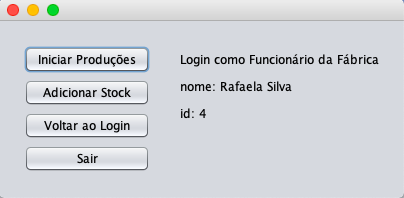 Iniciar Produções
Adicionar Stock
Voltar ao Login
Sair
Login como Funcionário da Fábrica
nome: Rafaela Silva
id: 4